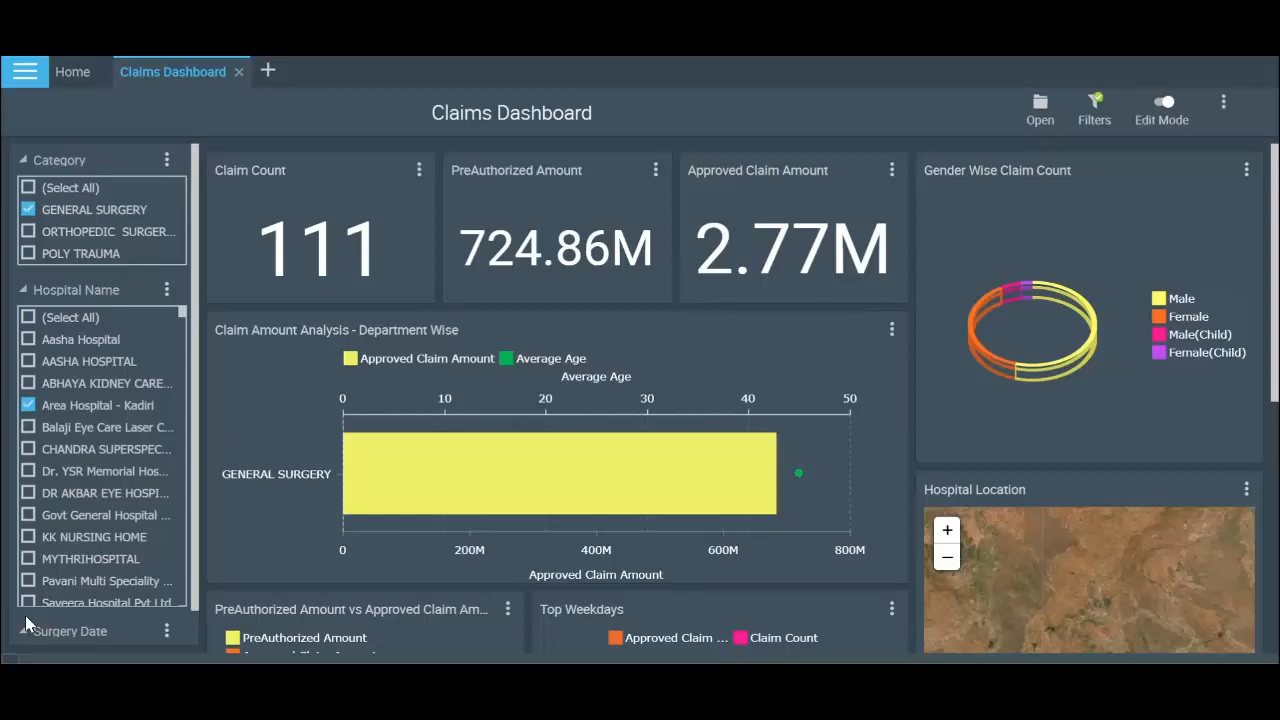 Home
Claims Dashboard
Claims Dashboard
Open
Filters
Edit Mode
Category
(Select All)
GENERAL SURGERY
ORTHOPEDIC SURGER...
POLY TRAUMA
Hospital Name
(Select All)
Aasha Hospital
AASHA HOSPITAL
ABHAYA KIDNEY CARE...
Area Hospital - Kadiri
Balaji Eye Care Laser C...
CHANDRA SUPERSPEC...
Dr. YSR Memorial Hos...
DR AKBAR EYE HOSPI...
Govt General Hospital ...
KK NURSING HOME
MYTHRIHOSPITAL
Pavani Multi Speciality ...
Saveera Hospital Pvt Ltd
Surgery Date
Claim Count
111
PreAuthorized Amount
724.86M
Approved Claim Amount
2.77M
Gender Wise Claim Count
Male
Female
Male(Child)
Female(Child)
Claim Amount Analysis - Department Wise
Approved Claim Amount
Average Age
Average Age
0 10 20 30 40 50
GENERAL SURGERY
0 200M 400M 600M 800M
Approved Claim Amount
Hospital Location
+
−
PreAuthorized Amount vs Approved Claim Am...
PreAuthorized Amount
Top Weekdays
Approved Claim ...
Claim Count